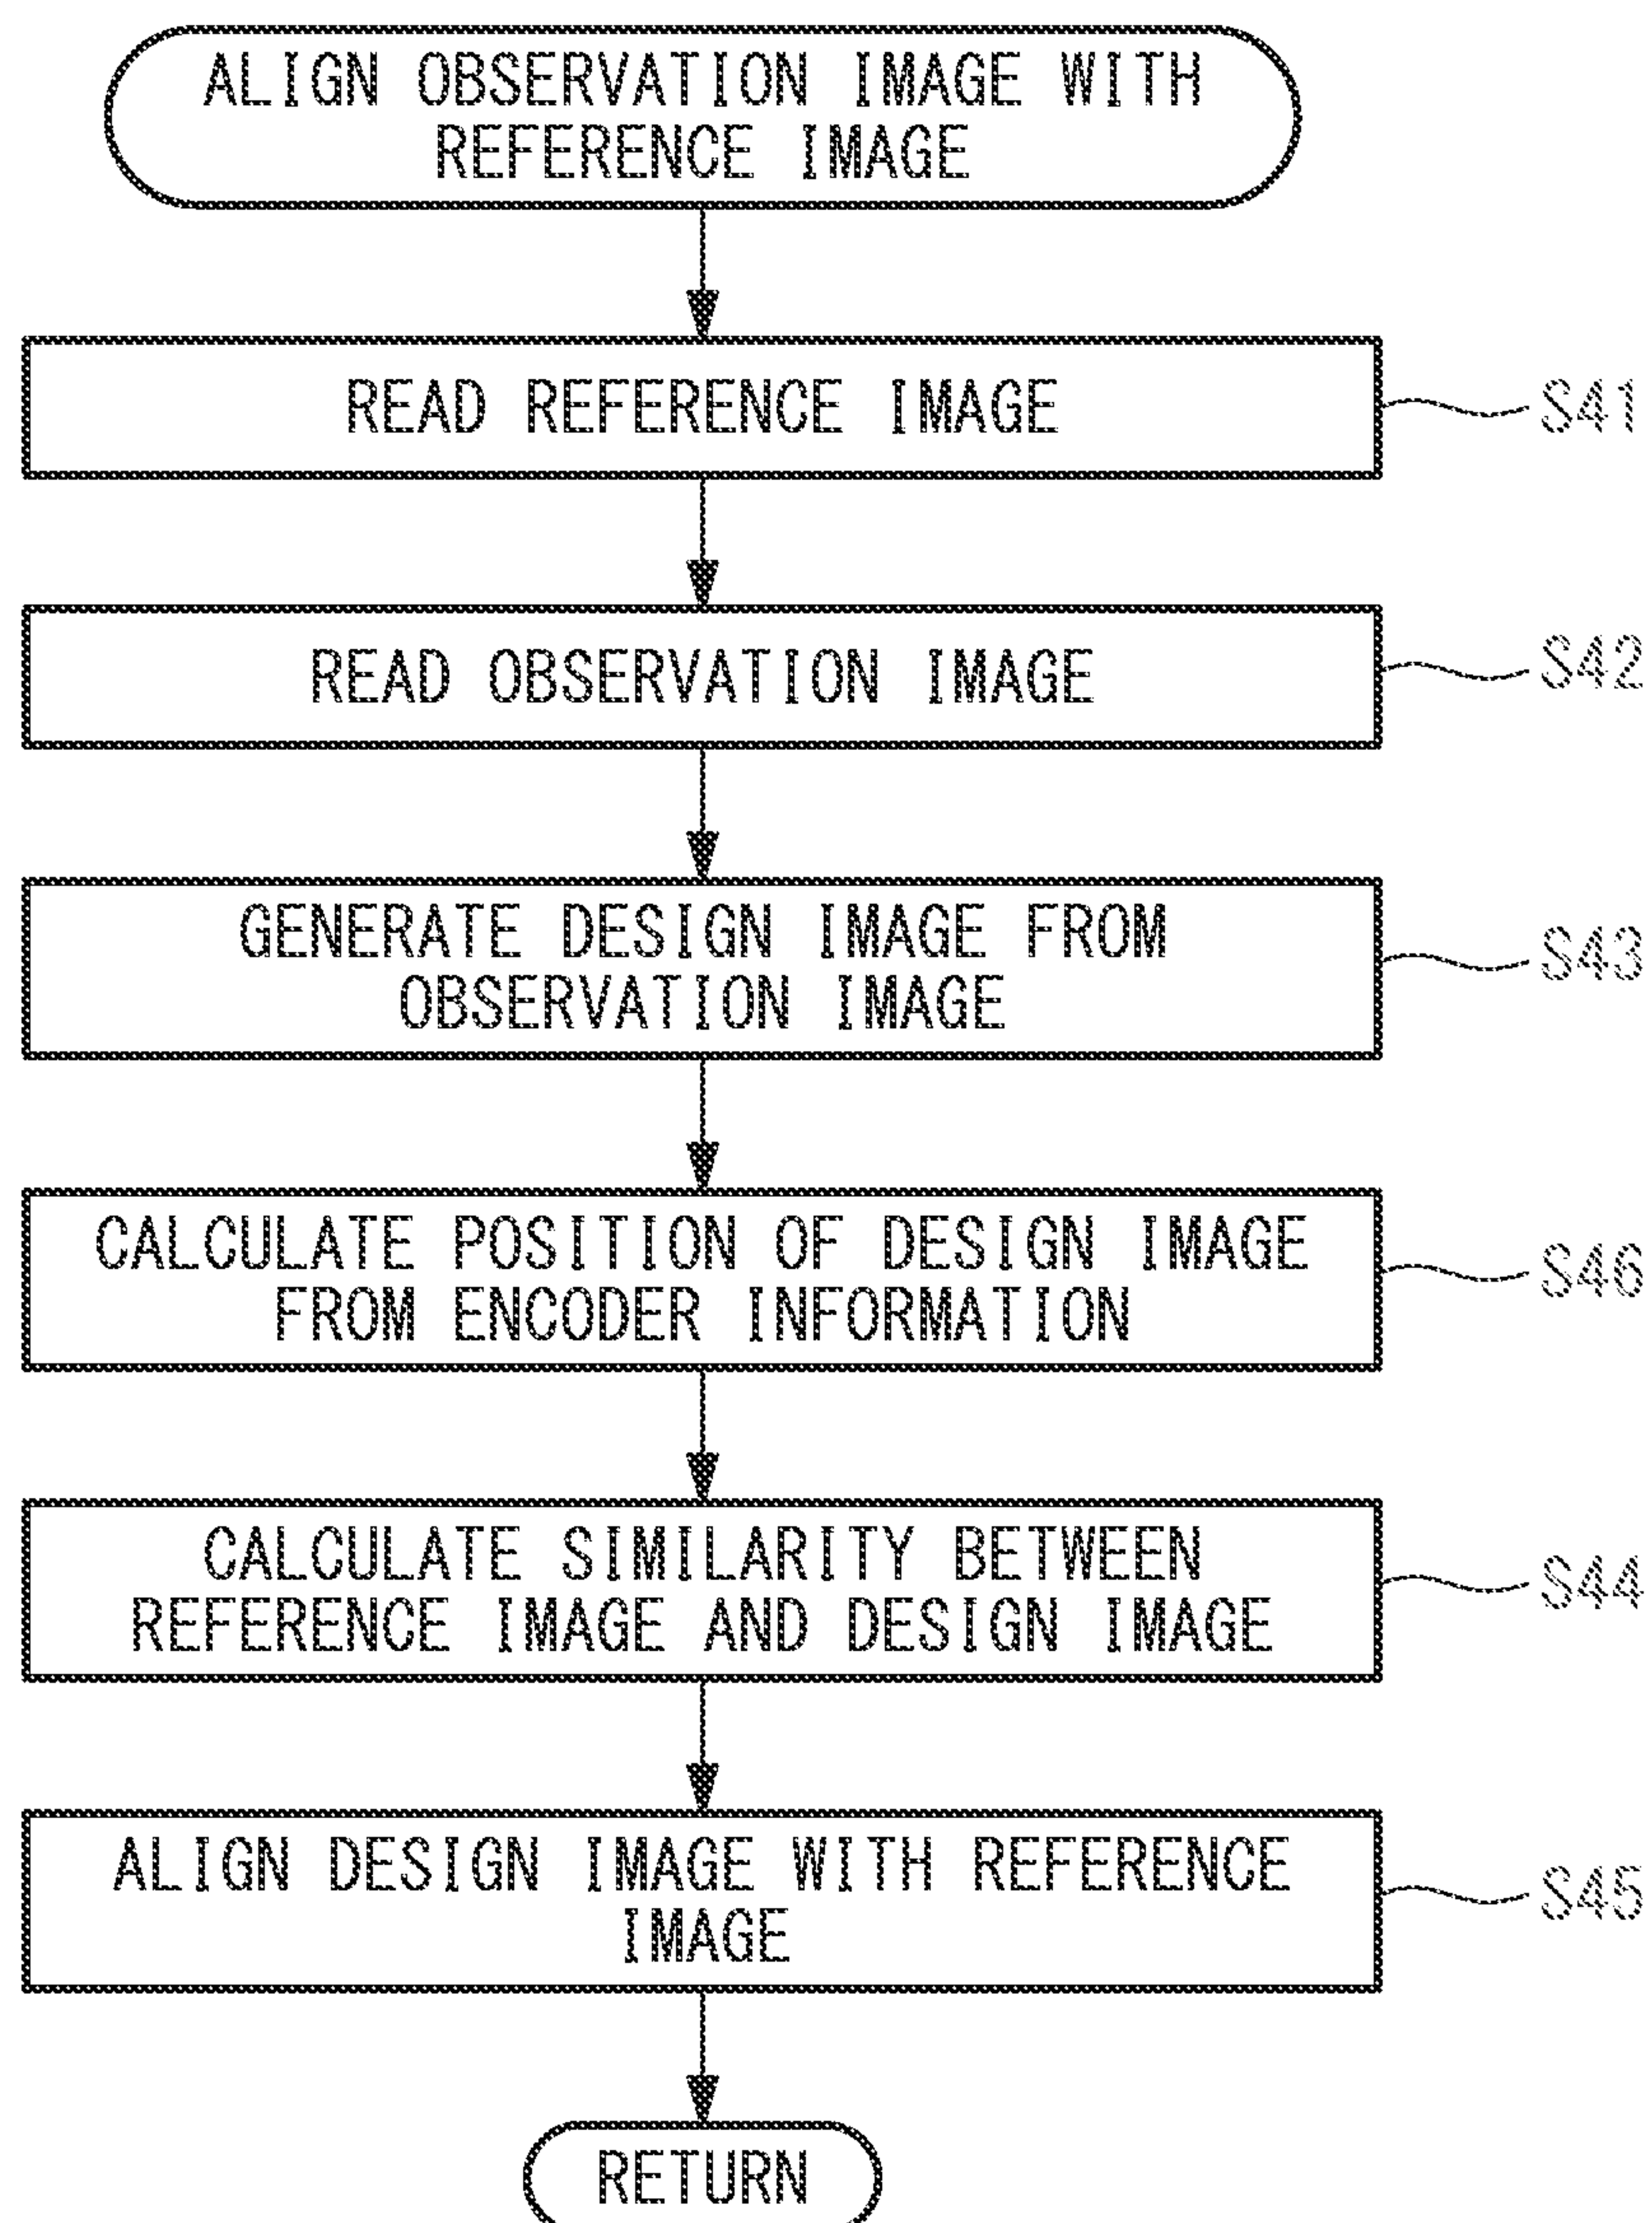 ALIGN OBSERVATION IMAGE WITH
REFERENCE IMAGE
READ REFERENCE IMAGE
S41
READ OBSERVATION IMAGE
S42
GENERATE DESIGN IMAGE FROM
OBSERVATION IMAGE
S43
CALCULATE POSITION OF DESIGN IMAGE
FROM ENCODER INFORMATION
S46
CALCULATE SIMILARITY BETWEEN
REFERENCE IMAGE AND DESIGN IMAGE
S44
ALIGN DESIGN IMAGE WITH REFERENCE
IMAGE
S45
RETURN